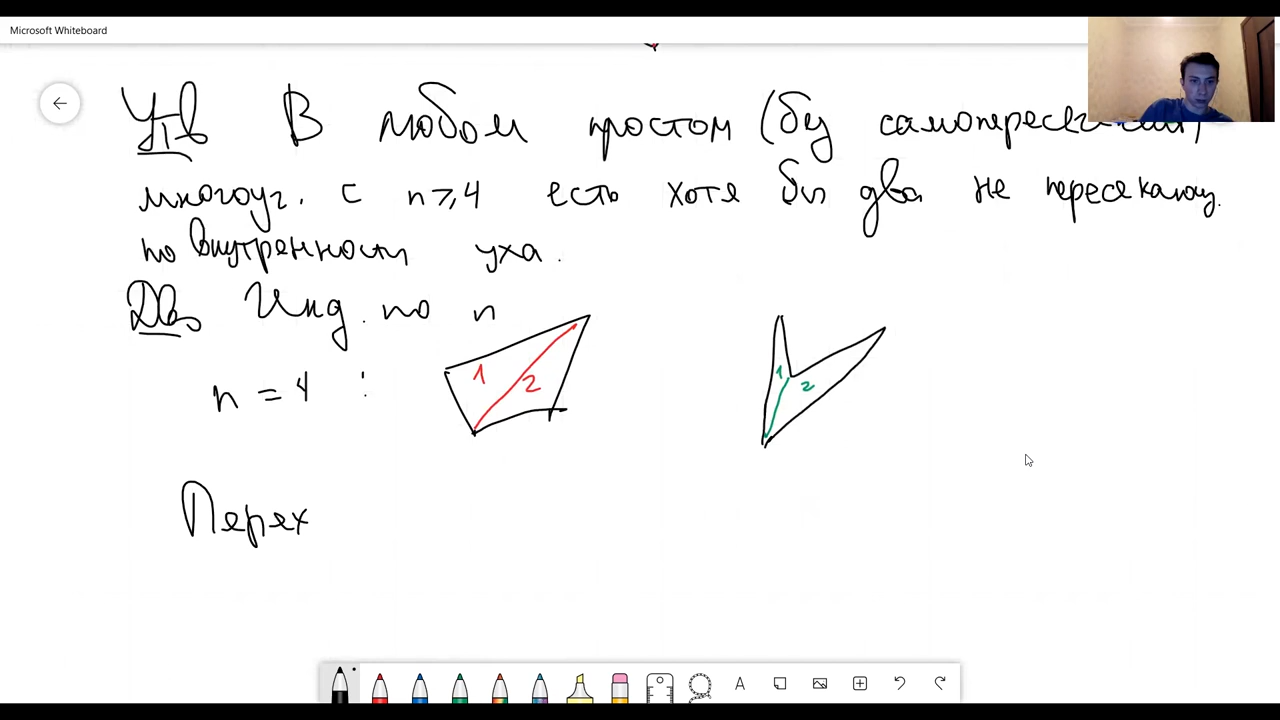 Microsoft Whiteboard
Утв В любом простом (без самопересечений)
многоуг. с n≥4 есть хотя бы два не пересекающ.
по внутренности уха.
Док Инд. по n
n = 4 :
1 2
1 2
Перех
A